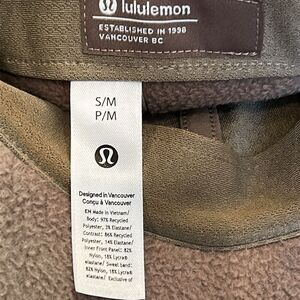 lululemon
ESTABLISHED IN 1998
VANCOUVER BC
S/M
P/M
Designed in Vancouver
Conçu à Vancouver
EN Made in Vietnam/
Body: 97% Recycled
Polyester, 3% Elastane/
Contrast: 86% Recycled
Polyester, 14% Elastane/
Inner Front Panel: 82%
Nylon, 18% Lycra®
elastane/ Sweat band:
82% Nylon, 18% Lycra®
elastane/ Exclusive of